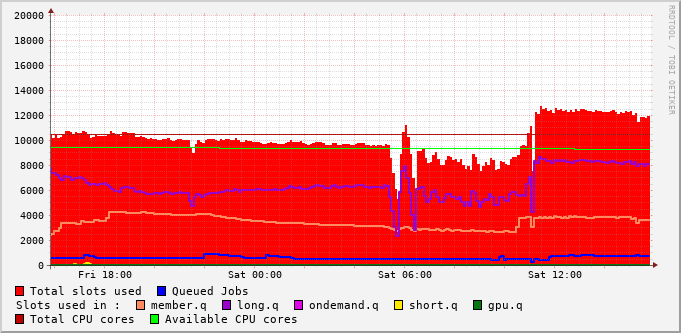 20000
18000
16000
14000
12000
10000
8000
6000
4000
2000
0
Fri 18:00 Sat 00:00 Sat 06:00 Sat 12:00
Total slots used Queued Jobs
Slots used in : member.q long.q ondemand.q short.q gpu.q
Total CPU cores Available CPU cores
RRDTOOL / TOBI OETIKER